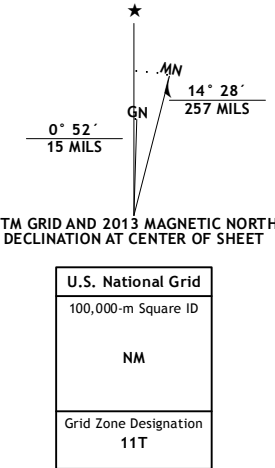 MN
GN
14° 28´
257 MILS
0° 52´
15 MILS
TM GRID AND 2013 MAGNETIC NORTH
DECLINATION AT CENTER OF SHEET
U.S. National Grid
100,000-m Square ID
NM
Grid Zone Designation
11T